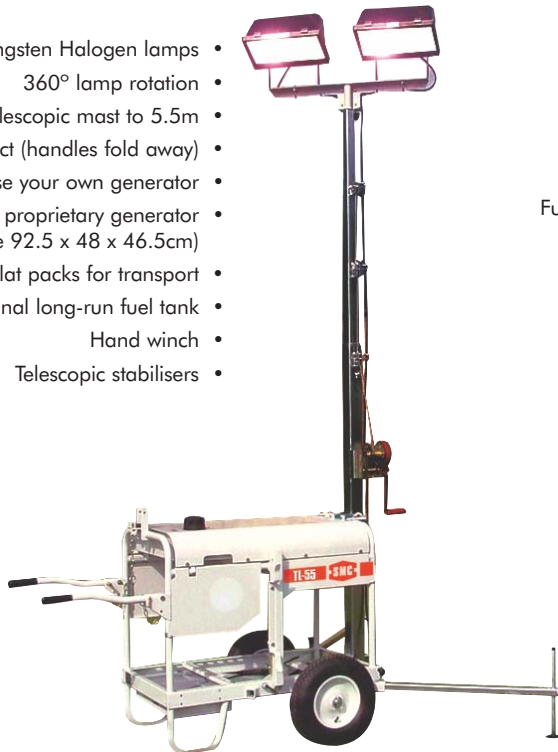 ngsten Halogen lamps •
360º lamp rotation •
lescopic mast to 5.5m •
ct (handles fold away) •
se your own generator •
proprietary generator •
e 92.5 x 48 x 46.5cm)
lat packs for transport •
nal long-run fuel tank •
Hand winch •
Telescopic stabilisers •
Fu
TL-55 SMC